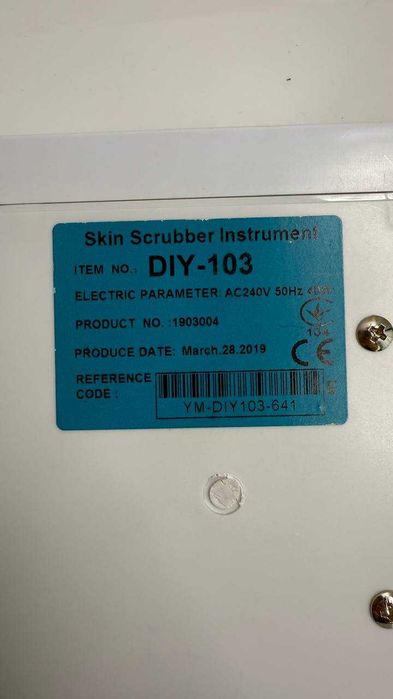 Skin Scrubber Instrument
ITEM NO.: DIY-103
ELECTRIC PARAMETER: AC240V 50Hz
PRODUCT NO. :1903004
PRODUCE DATE: March.28.2019
CE
REFERENCE
CODE :
YM-DIY103-641